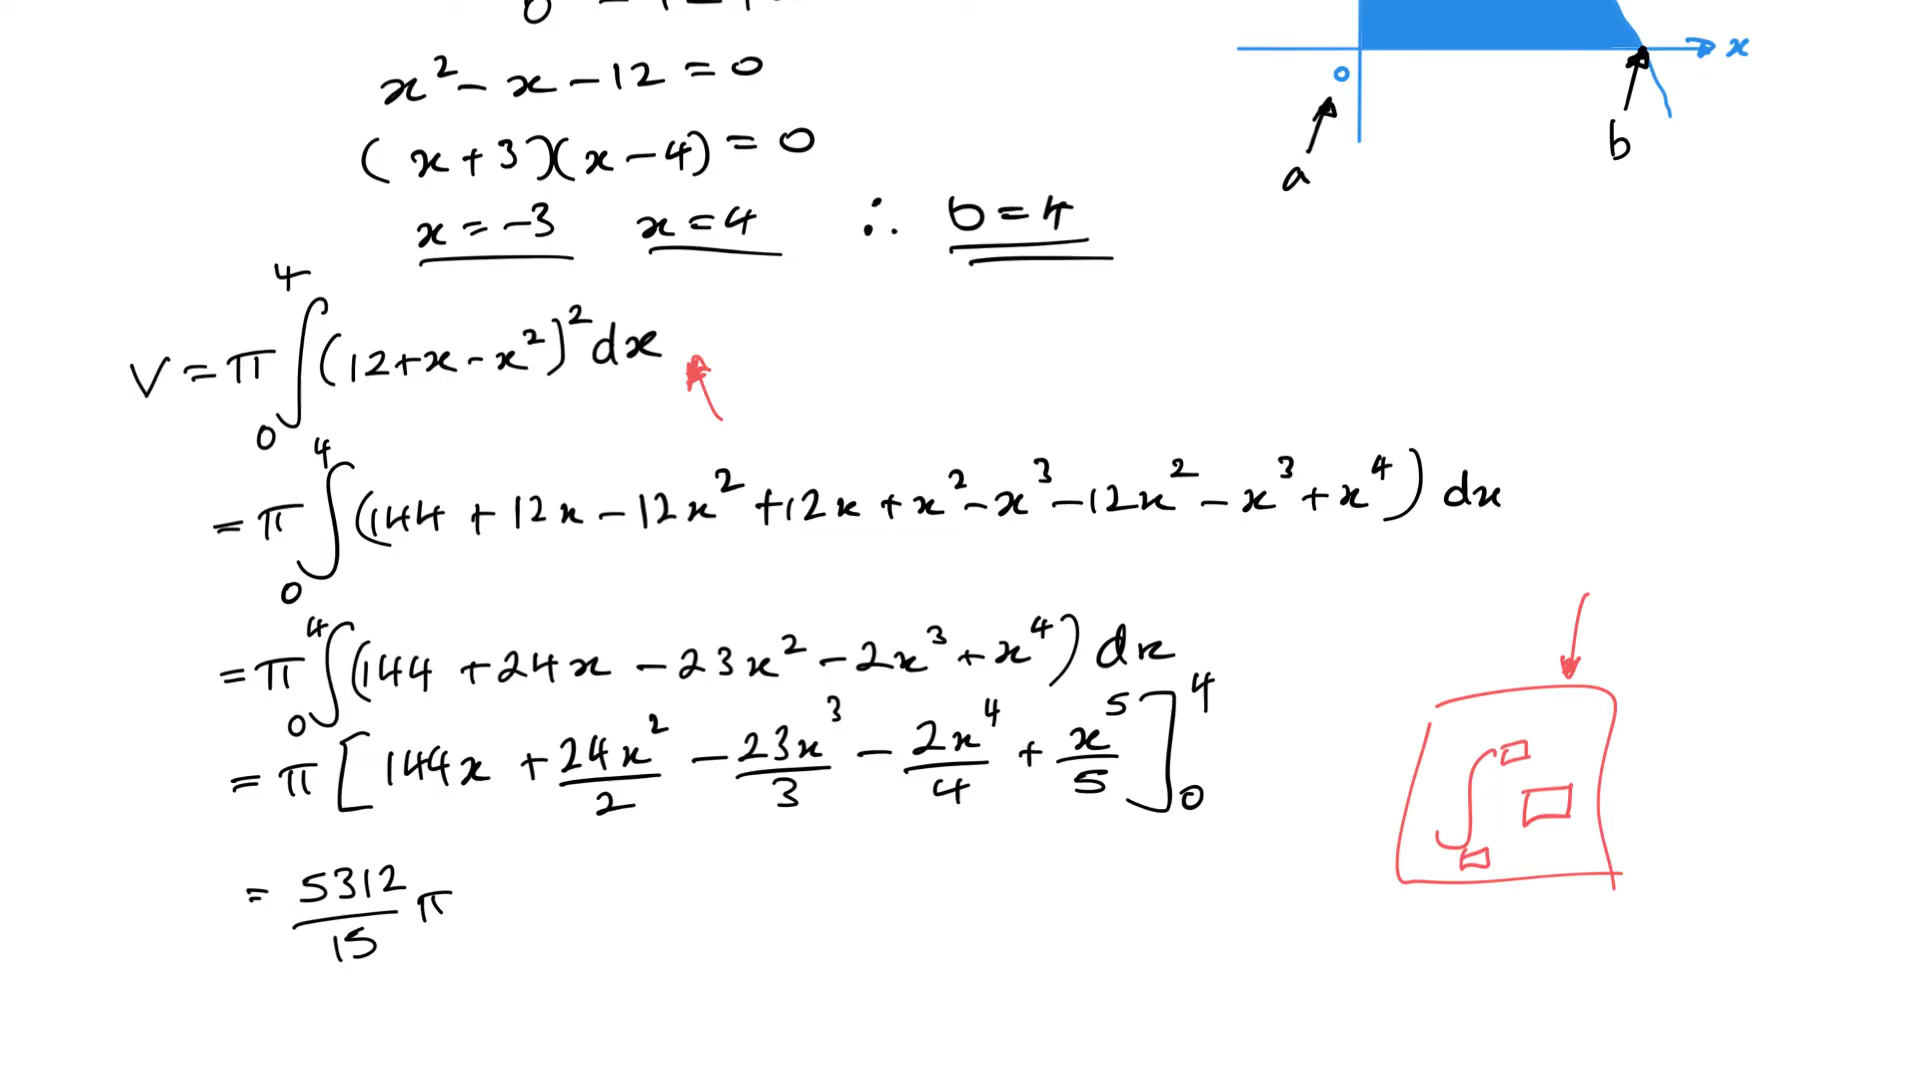 x² - x - 12 = 0
(x+3)(x-4) = 0
x = -3 x = 4 ∴ b = 4
x
0
a
b
V = π∫₀⁴ (12+x-x²)² dx
= π∫₀⁴ (144 + 12x - 12x² + 12x + x² - x³ - 12x² - x³ + x⁴) dx
= π∫₀⁴ (144 + 24x - 23x² - 2x³ + x⁴) dx
= π[144x + 24x²/2 - 23x³/3 - 2x⁴/4 + x⁵/5]₀⁴
= 5312/15 π
∫